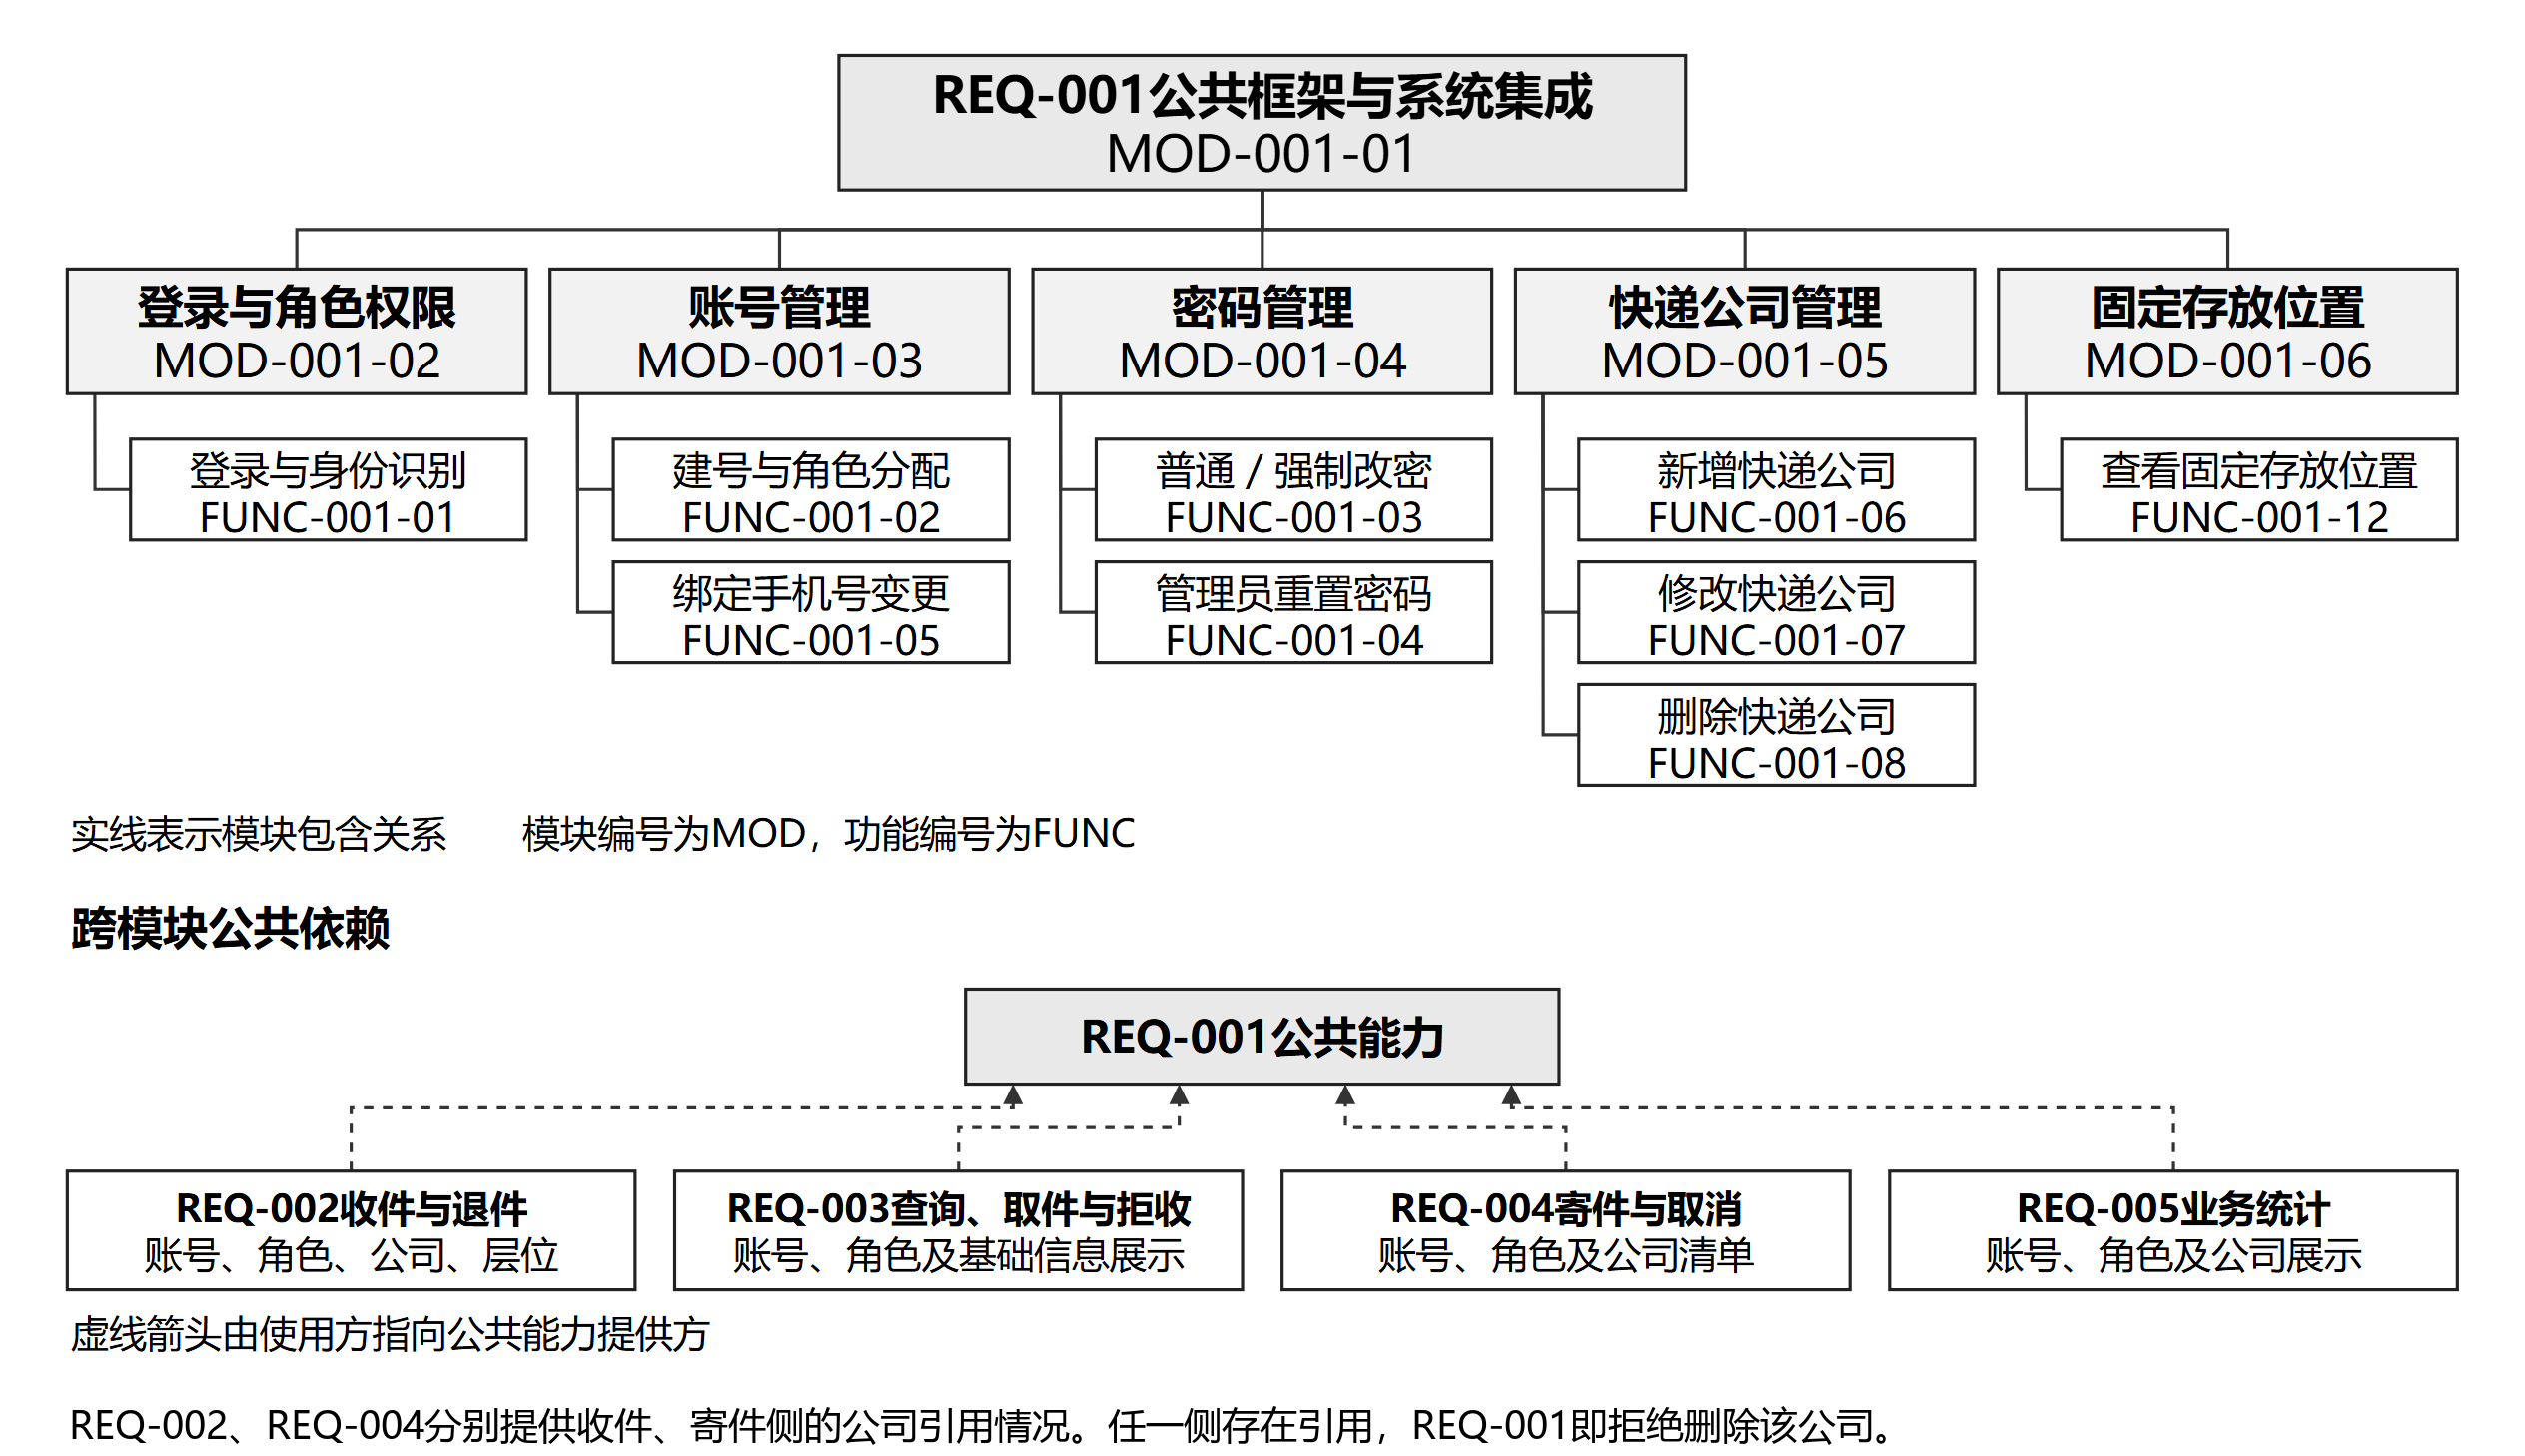 REQ-001公共框架与系统集成
MOD-001-01
登录与角色权限
MOD-001-02
账号管理
MOD-001-03
密码管理
MOD-001-04
快递公司管理
MOD-001-05
固定存放位置
MOD-001-06
登录与身份识别
FUNC-001-01
建号与角色分配
FUNC-001-02
普通 / 强制改密
FUNC-001-03
新增快递公司
FUNC-001-06
查看固定存放位置
FUNC-001-12
绑定手机号变更
FUNC-001-05
管理员重置密码
FUNC-001-04
修改快递公司
FUNC-001-07
删除快递公司
FUNC-001-08
实线表示模块包含关系 模块编号为MOD，功能编号为FUNC
跨模块公共依赖
REQ-001公共能力
REQ-002收件与退件
账号、角色、公司、层位
REQ-003查询、取件与拒收
账号、角色及基础信息展示
REQ-004寄件与取消
账号、角色及公司清单
REQ-005业务统计
账号、角色及公司展示
虚线箭头由使用方指向公共能力提供方
REQ-002、REQ-004分别提供收件、寄件侧的公司引用情况。任一侧存在引用，REQ-001即拒绝删除该公司。